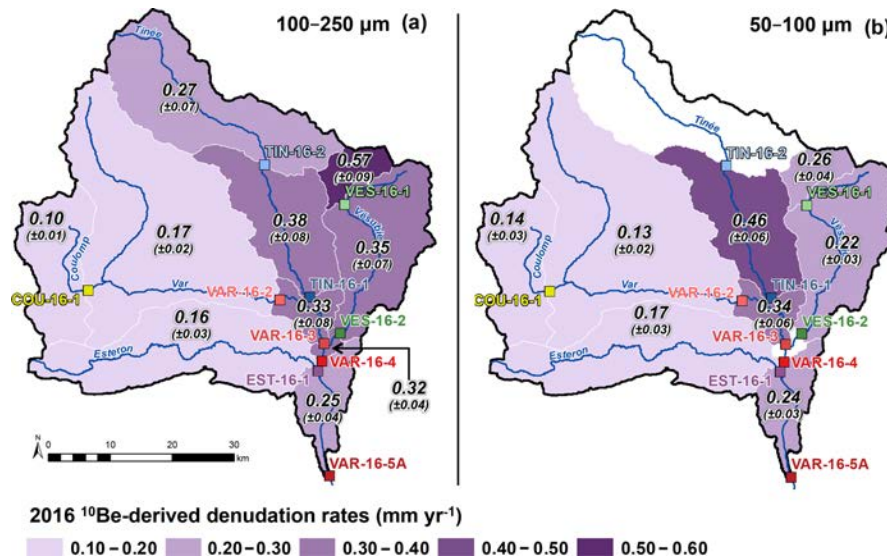 100–250 µm (a)
Tinée
0.27
(±0.07)
TIN-16-2
0.57
(±0.09)
VES-16-1
0.38
(±0.08)
Vésubie
0.10
(±0.01)
0.17
(±0.02)
0.35
(±0.07)
Coulomp
COU-16-1
Var
VAR-16-2
TIN-16-1
0.33
(±0.08)
0.16
(±0.03)
VES-16-2
VAR-16-3
Esteron
VAR-16-4
EST-16-1
0.32
(±0.04)
0.25
(±0.04)
N
0 10 20 30
km
VAR-16-5A
50–100 µm (b)
Tinée
TIN-16-2
0.26
(±0.04)
VES-16-1
0.46
(±0.06)
0.14
(±0.03)
0.13
(±0.02)
0.22
(±0.03)
Coulomp
COU-16-1
Var
VAR-16-2
TIN-16-1
0.34
(±0.06)
0.17
(±0.03)
VES-16-2
VAR-16-3
Esteron
VAR-16-4
EST-16-1
0.24
(±0.03)
VAR-16-5A
2016 ¹⁰Be-derived denudation rates (mm yr⁻¹)
0.10 – 0.20 0.20 – 0.30 0.30 – 0.40 0.40 – 0.50 0.50 – 0.60